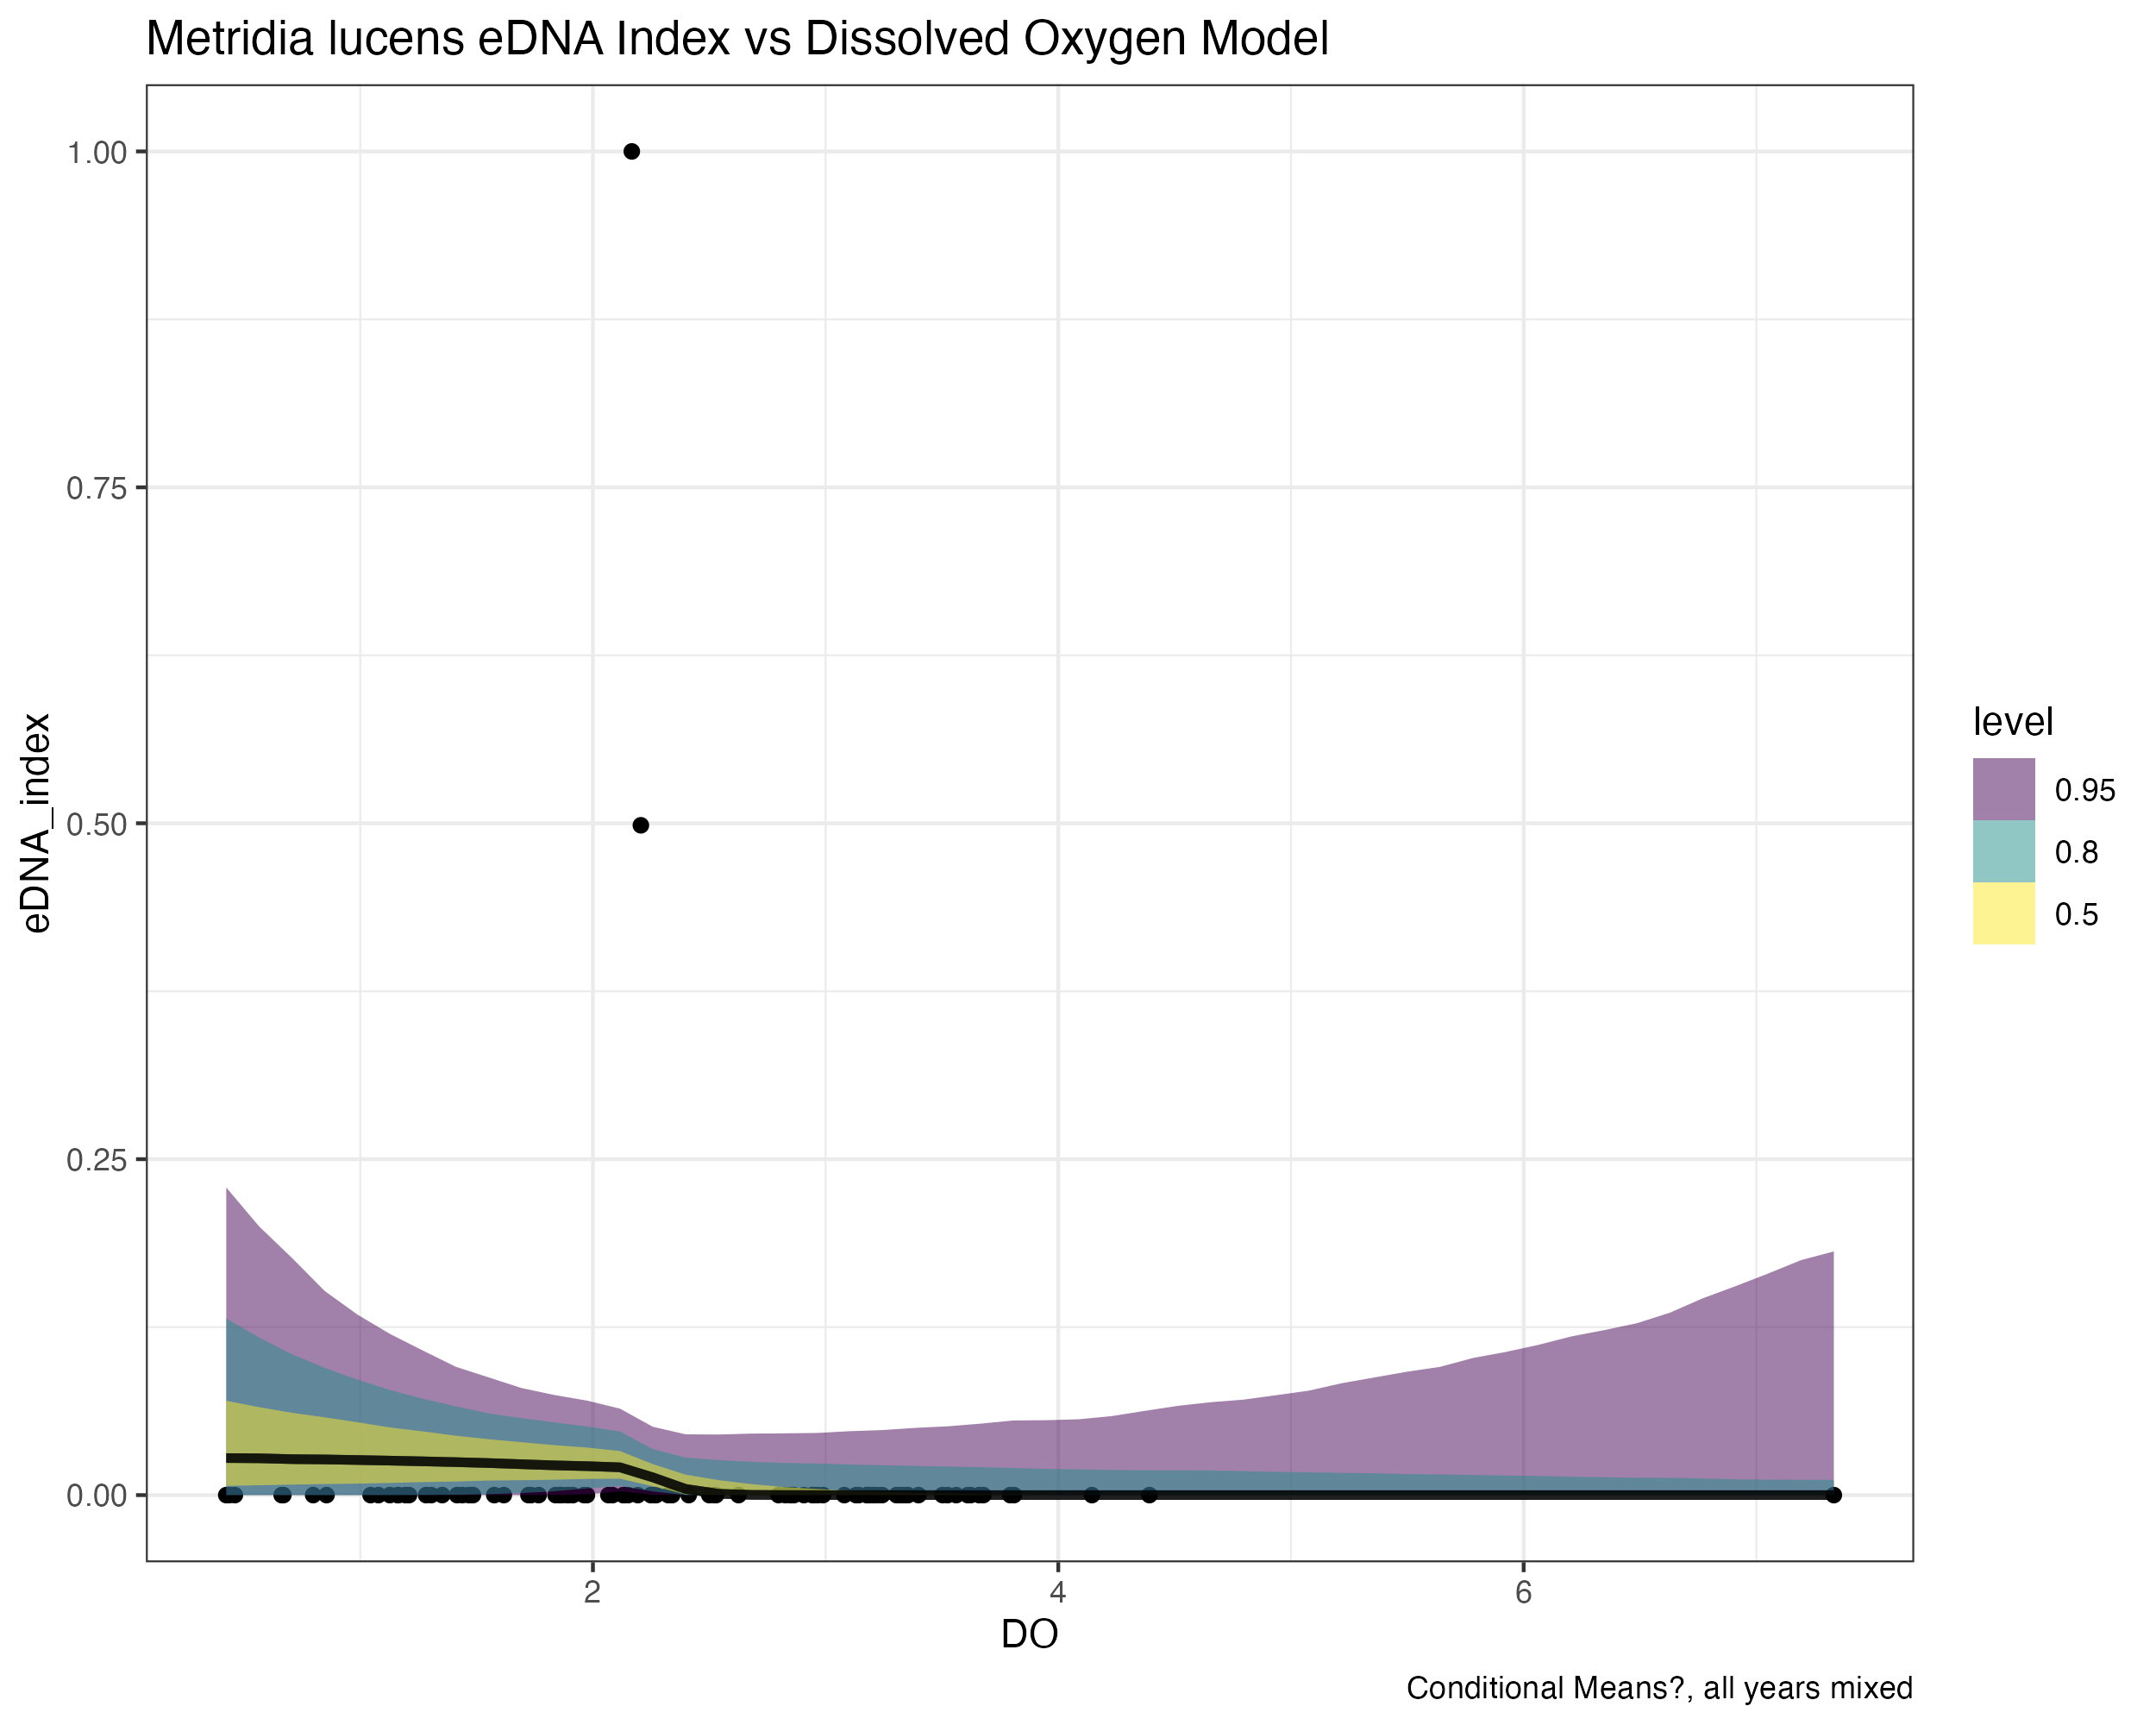 Metridia lucens eDNA Index vs Dissolved Oxygen Model
1.00
0.75
0.50
0.25
0.00
eDNA_index
2
4
6
DO
level
0.95
0.8
0.5
Conditional Means?, all years mixed